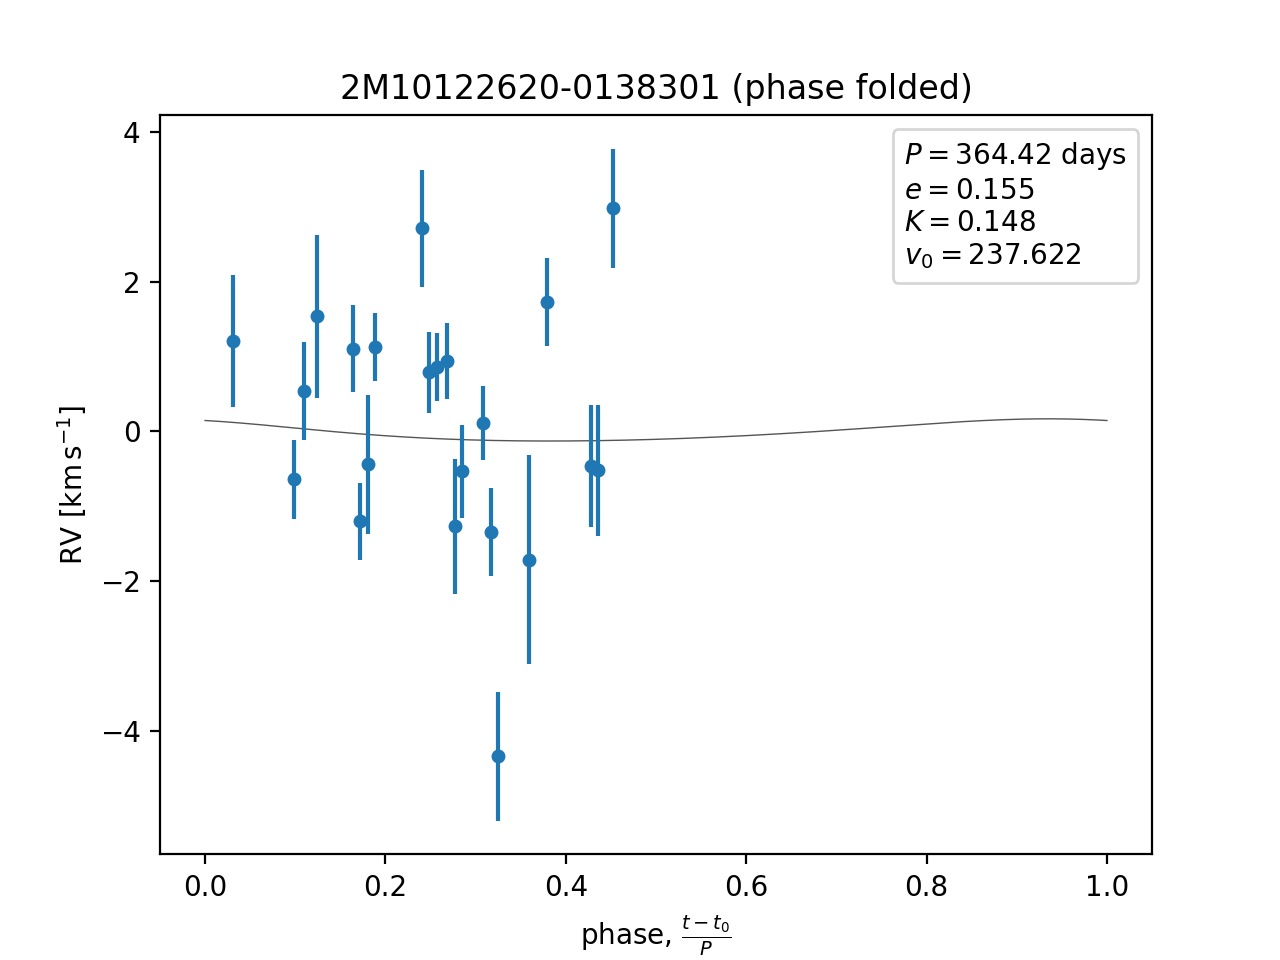 2M10122620-0138301 (phase folded)
P = 364.42 days
e = 0.155
K = 0.148
v₀ = 237.622
RV [km s⁻¹]
4
2
0
−2
−4
0.0 0.2 0.4 0.6 0.8 1.0
phase, (t − t₀)/P